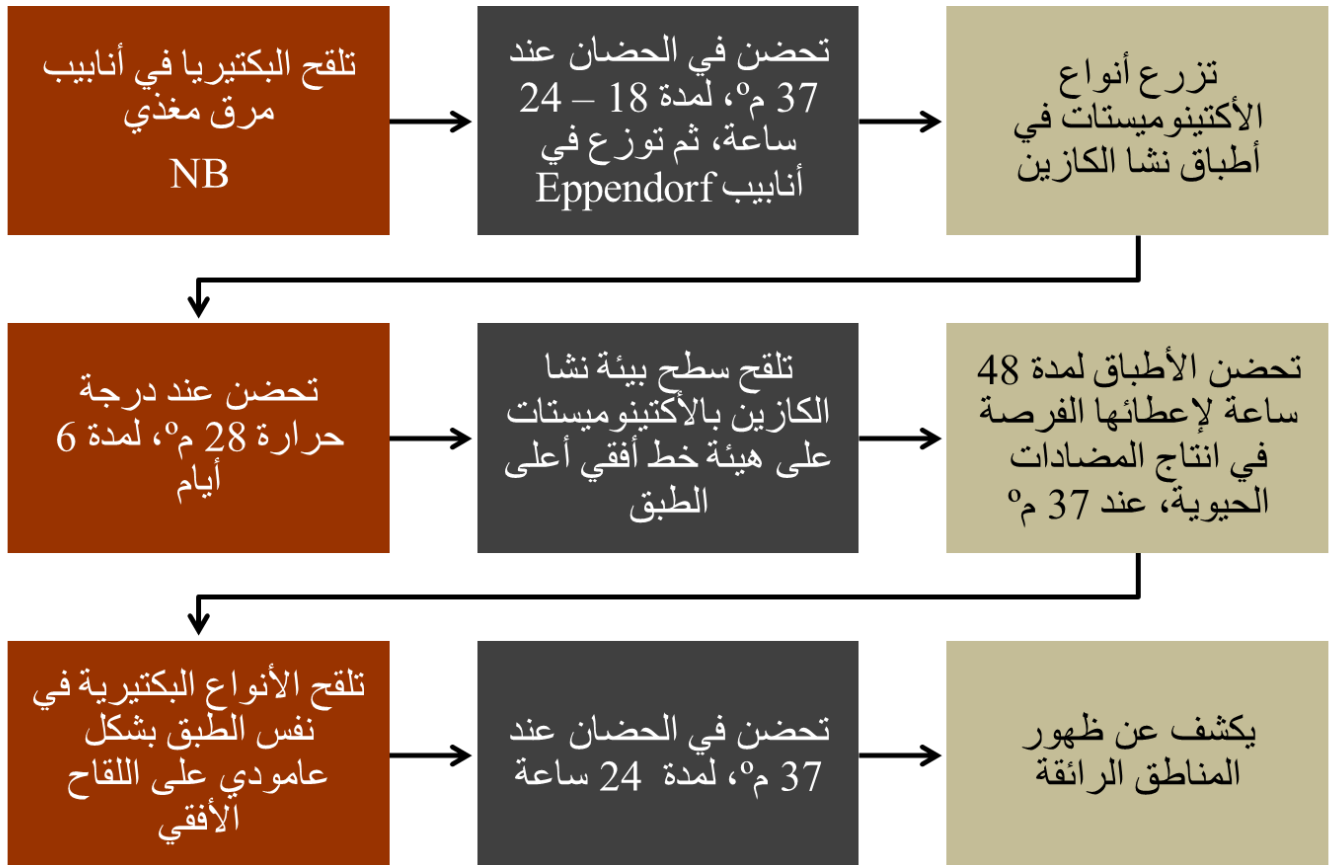 تلقح البكتيريا في أنابيب
مرق مغذي
NB
تحضن في الحضان عند
37 م°، لمدة 18 – 24
ساعة، ثم توزع في
أنابيب Eppendorf
تزرع أنواع
الأكتينوميستات في
أطباق نشا الكازين
تحضن عند درجة
حرارة 28 م°، لمدة 6
أيام
تلقح سطح بيئة نشا
الكازين بالأكتينوميستات
على هيئة خط أفقي أعلى
الطبق
تحضن الأطباق لمدة 48
ساعة لإعطائها الفرصة
في انتاج المضادات
الحيوية، عند 37 م°
تلقح الأنواع البكتيرية في
نفس الطبق بشكل
عامودي على اللقاح
الأفقي
تحضن في الحضان عند
37 م°، لمدة 24 ساعة
يكشف عن ظهور
المناطق الرائقة